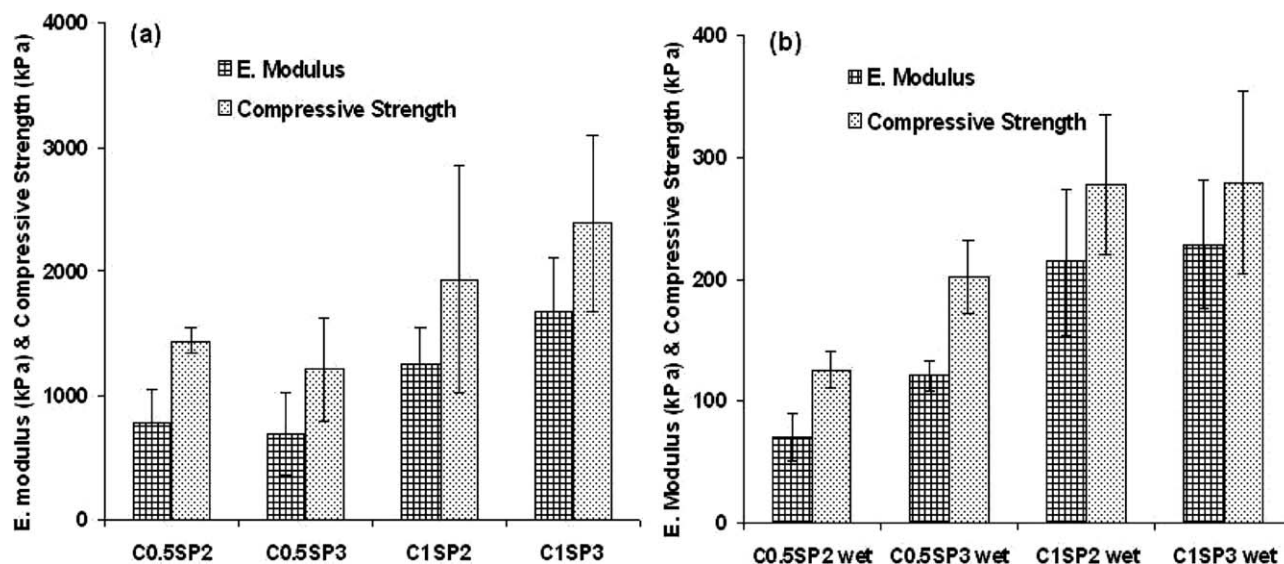 (a)
E. Modulus
Compressive Strength
E. modulus (kPa) & Compressive Strength (kPa)
4000
3000
2000
1000
0
C0.5SP2 C0.5SP3 C1SP2 C1SP3
(b)
E. Modulus
Compressive Strength
E. Modulus (kPa) & Compressive Strength (kPa)
400
300
200
100
0
C0.5SP2 wet C0.5SP3 wet C1SP2 wet C1SP3 wet